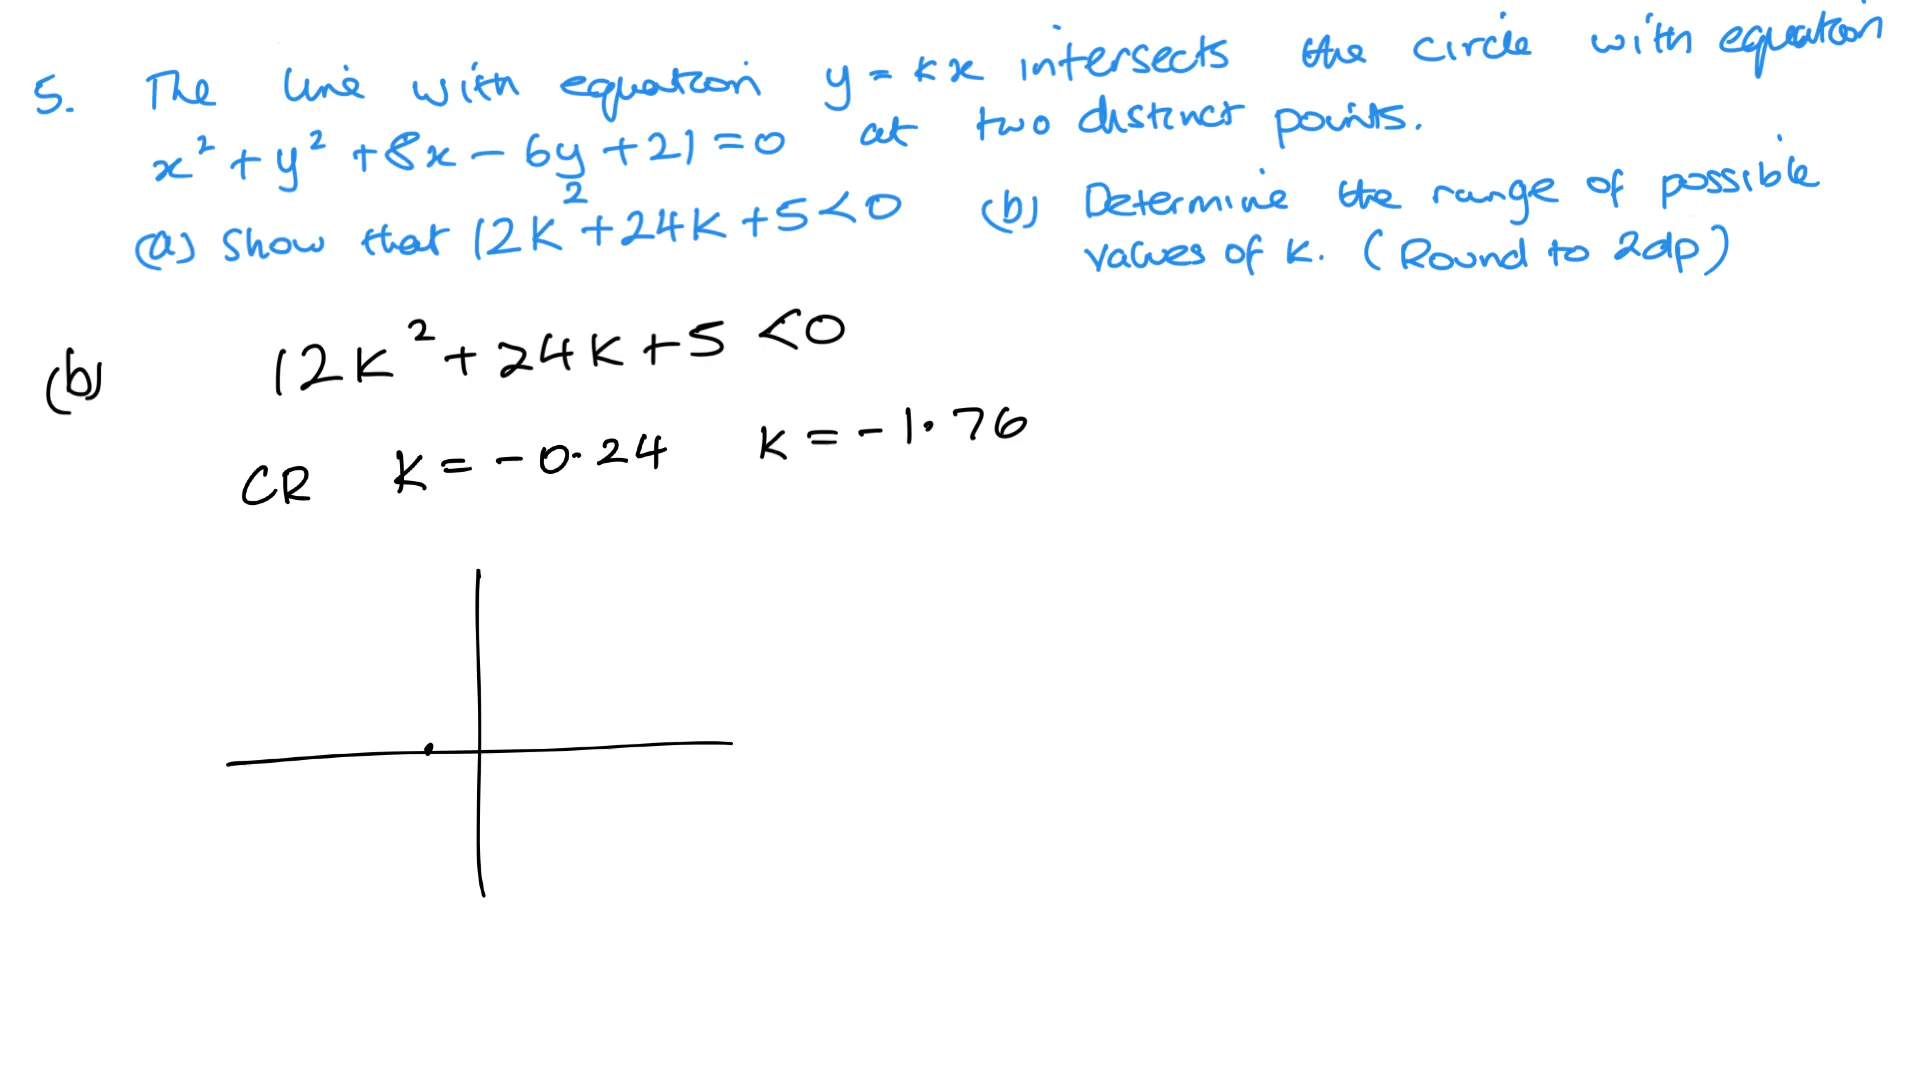 5. The line with equation y = kx intersects the circle with equation
x² + y² + 8x - 6y + 21 = 0 at two distinct points.
(a) Show that 12k² + 24k + 5 < 0 (b) Determine the range of possible
values of k. (Round to 2dp)
(b) 12k² + 24k + 5 < 0
CR k = -0.24 k = -1.76